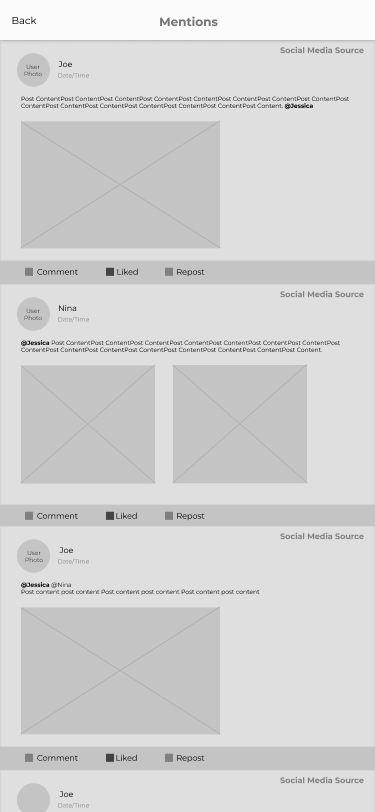 Back
Mentions
Social Media Source
User
Photo
Joe
Date/Time
Post ContentPost ContentPost ContentPost ContentPost ContentPost ContentPost ContentPost ContentPost
ContentPost ContentPost ContentPost ContentPost ContentPost ContentPost Content. @Jessica
Comment
Liked
Repost
Social Media Source
User
Photo
Nina
Date/Time
@Jessica Post ContentPost ContentPost ContentPost ContentPost ContentPost ContentPost ContentPost
ContentPost ContentPost ContentPost ContentPost ContentPost ContentPost ContentPost Content.
Comment
Liked
Repost
Social Media Source
User
Photo
Joe
Date/Time
@Jessica @Nina
Post content post content Post content post content Post content post content
Comment
Liked
Repost
Social Media Source
User
Photo
Joe
Date/Time